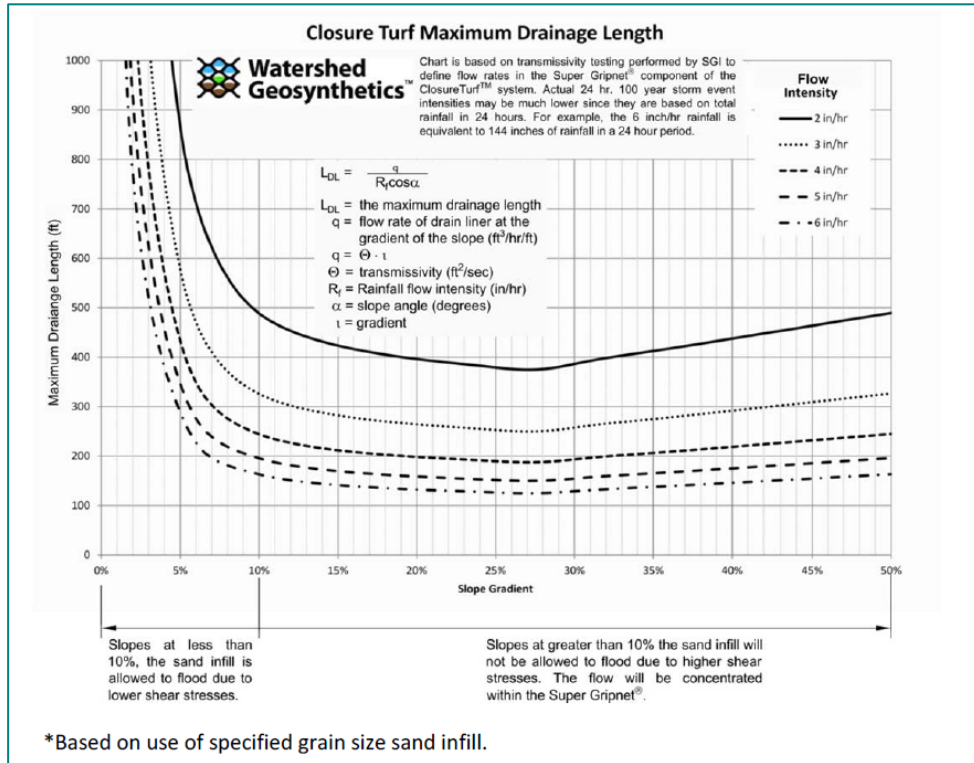 Closure Turf Maximum Drainage Length
Watershed
Geosynthetics™
Chart is based on transmissivity testing performed by SGI to
define flow rates in the Super Gripnet® component of the
ClosureTurf™ system. Actual 24 hr. 100 year storm event
intensities may be much lower since they are based on total
rainfall in 24 hours. For example, the 6 inch/hr rainfall is
equivalent to 144 inches of rainfall in a 24 hour period.
Flow
Intensity
2 in/hr
3 in/hr
4 in/hr
5 in/hr
6 in/hr
L_DL = q / R_f cosα
L_DL = the maximum drainage length
q = flow rate of drain liner at the
gradient of the slope (ft³/hr/ft)
q = Θ · ι
Θ = transmissivity (ft²/sec)
R_f = Rainfall flow intensity (in/hr)
α = slope angle (degrees)
ι = gradient
Maximum Draiange Length (ft)
1000
900
800
700
600
500
400
300
200
100
0
0% 5% 10% 15% 20% 25% 30% 35% 40% 45% 50%
Slope Gradient
Slopes at less than
10%, the sand infill is
allowed to flood due to
lower shear stresses.
Slopes at greater than 10% the sand infill will
not be allowed to flood due to higher shear
stresses. The flow will be concentrated
within the Super Gripnet®.
*Based on use of specified grain size sand infill.